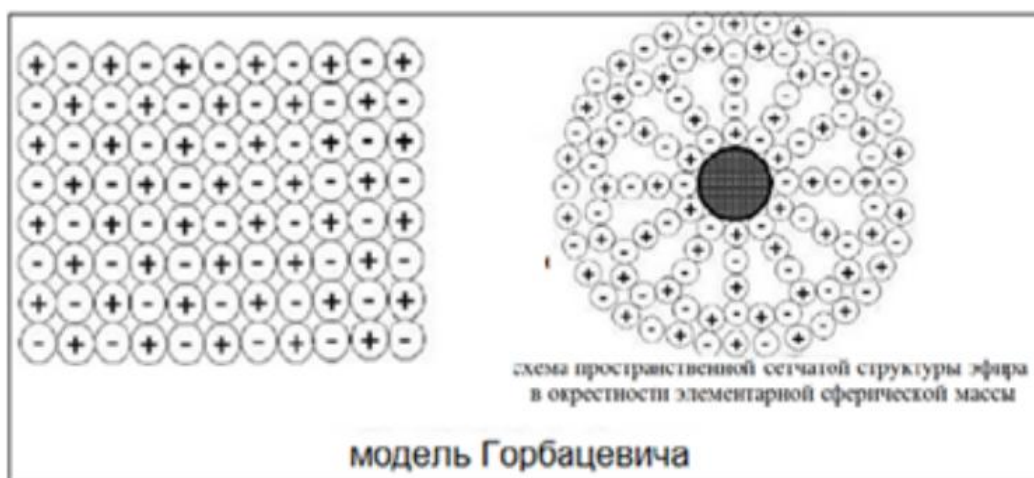 схема пространственной сетчатой структуры эфира
в окрестности элементарной сферической массы
модель Горбацевича